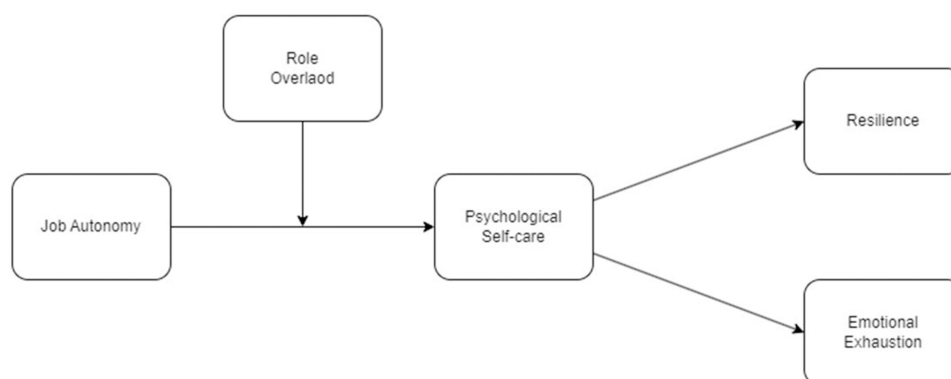 Role
Overlaod
Job Autonomy
Psychological
Self-care
Resilience
Emotional
Exhaustion